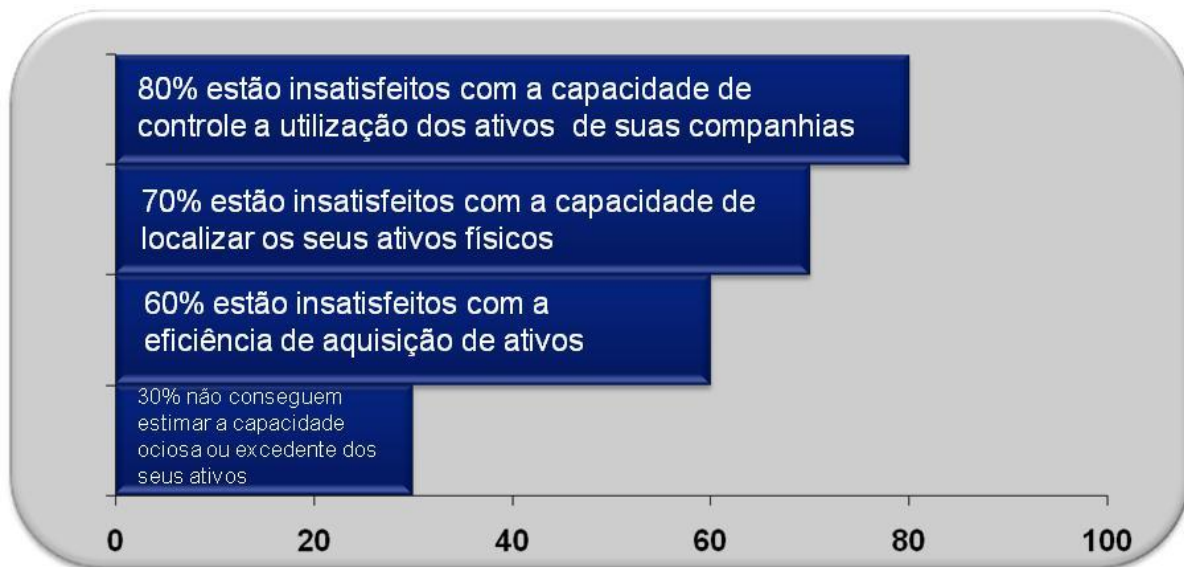 80% estão insatisfeitos com a capacidade de
controle a utilização dos ativos de suas companhias
70% estão insatisfeitos com a capacidade de
localizar os seus ativos físicos
60% estão insatisfeitos com a
eficiência de aquisição de ativos
30% não conseguem
estimar a capacidade
ociosa ou excedente dos
seus ativos
0 20 40 60 80 100